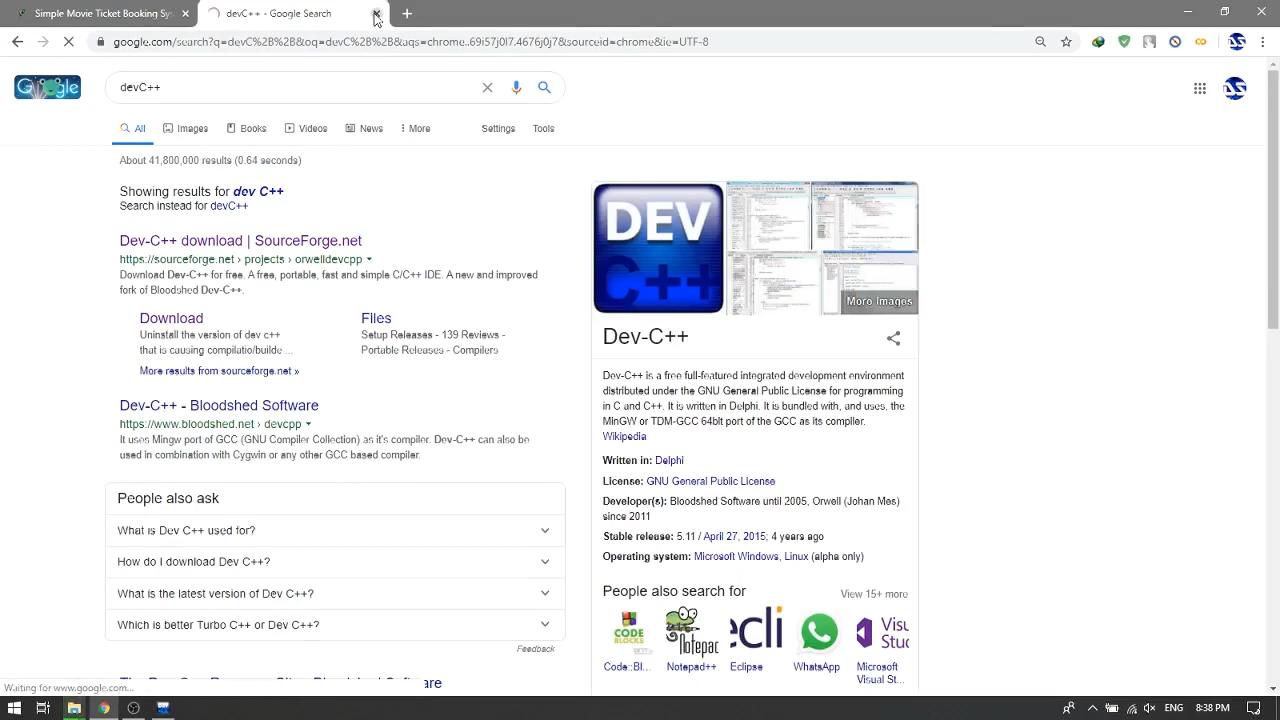 Simple Movie Ticket Booking Sys
devC++ - Google Search
google.com/search?q=devC%2B%2B&oq=devC%2B%2B&aqs=chrome..69i57j0l7.4676j0j7&sourceid=chrome&ie=UTF-8
devC++
All
Images
Books
Videos
News
More
Settings
Tools
About 41,800,000 results (0.64 seconds)
Showing results for dev C++
devC++
Dev-C++ download | SourceForge.net
projects › orwelldevcpp
Download Dev-C++ for free. A free, portable, fast and simple C/C++ IDE. A new and improved
fork of Bloodshed Dev-C++
Download
Uninstall the version of dev c++
that is causing compilatio/builde ...
Files
Setup Releases - 139 Reviews -
Portable Releases - Compilers
More results from sourceforge.net »
Dev-C++ - Bloodshed Software
https://www.bloodshed.net › devcpp
It uses Mingw port of GCC (GNU Compiler Collection) as it's compiler. Dev-C++ can also be
used in combination with Cygwin or any other GCC based compiler.
People also ask
What is Dev C++ used for?
How do I download Dev C++?
What is the latest version of Dev C++?
Which is better Turbo C++ or Dev C++?
Feedback
DEV
More Images
Dev-C++
Dev-C++ is a free full-featured integrated development environment
distributed under the GNU General Public License for programming
in C and C++. It is written in Delphi. It is bundled with, and uses, the
MinGW or TDM-GCC 64bit port of the GCC as its compiler.
Wikipedia
Written in: Delphi
License: GNU General Public License
Developer(s): Bloodshed Software until 2005, Orwell (Johan Mes)
since 2011
Stable release: 5.11 / April 27, 2015; 4 years ago
Operating system: Microsoft Windows, Linux (alpha only)
People also search for
View 15+ more
CODE
BLOCKS
Notepac
ecli
Visu
Stu
Code::Bl...
Notepad++
Eclipse
WhatsApp
Microsoft
Visual St...
Waiting for www.google.com...
ENG
8:38 PM